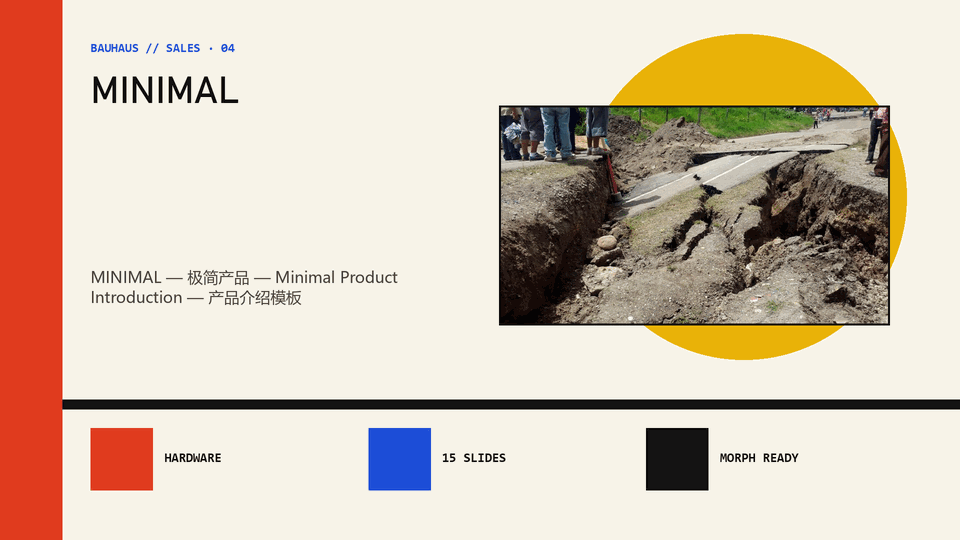 BAUHAUS // SALES · 04
MINIMAL
MINIMAL — 极简产品 — Minimal Product
Introduction — 产品介绍模板
HARDWARE
15 SLIDES
MORPH READY